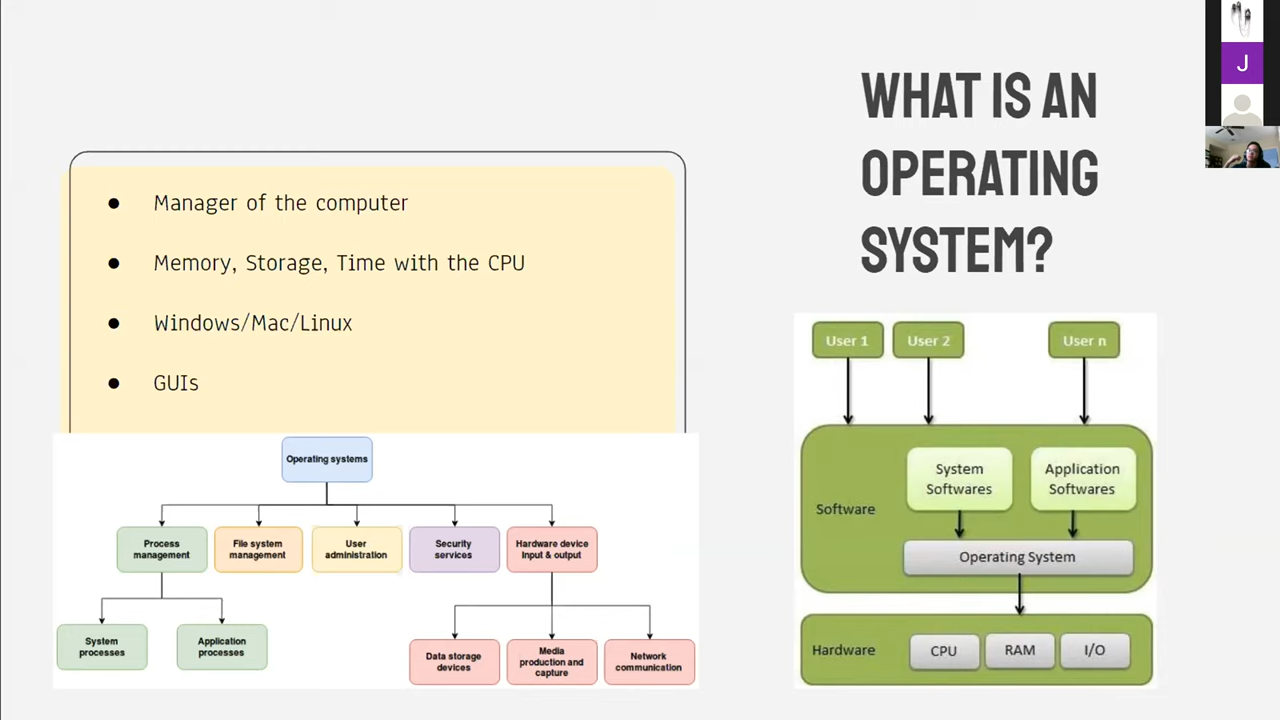 WHAT IS AN
OPERATING
SYSTEM?
J
Manager of the computer
Memory, Storage, Time with the CPU
Windows/Mac/Linux
GUIs
Operating systems
Process
management
File system
management
User
administration
Security
services
Hardware device
input & output
System
processes
Application
processes
Data storage
devices
Media
production and
capture
Network
communication
User 1
User 2
User n
Software
System
Softwares
Application
Softwares
Operating System
Hardware
CPU
RAM
I/O